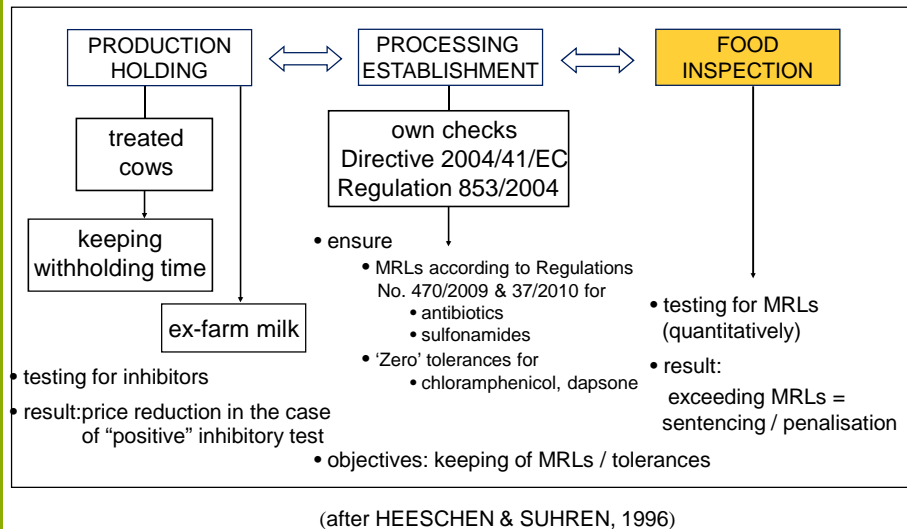 PRODUCTION
HOLDING
treated
cows
keeping
withholding time
ex-farm milk
• testing for inhibitors
• result:price reduction in the case
of “positive” inhibitory test
PROCESSING
ESTABLISHMENT
own checks
Directive 2004/41/EC
Regulation 853/2004
• ensure
• MRLs according to Regulations
No. 470/2009 & 37/2010 for
• antibiotics
• sulfonamides
• ‘Zero’ tolerances for
• chloramphenicol, dapsone
• objectives: keeping of MRLs / tolerances
FOOD
INSPECTION
• testing for MRLs
(quantitatively)
• result:
exceeding MRLs =
sentencing / penalisation
(after HEESCHEN & SUHREN, 1996)